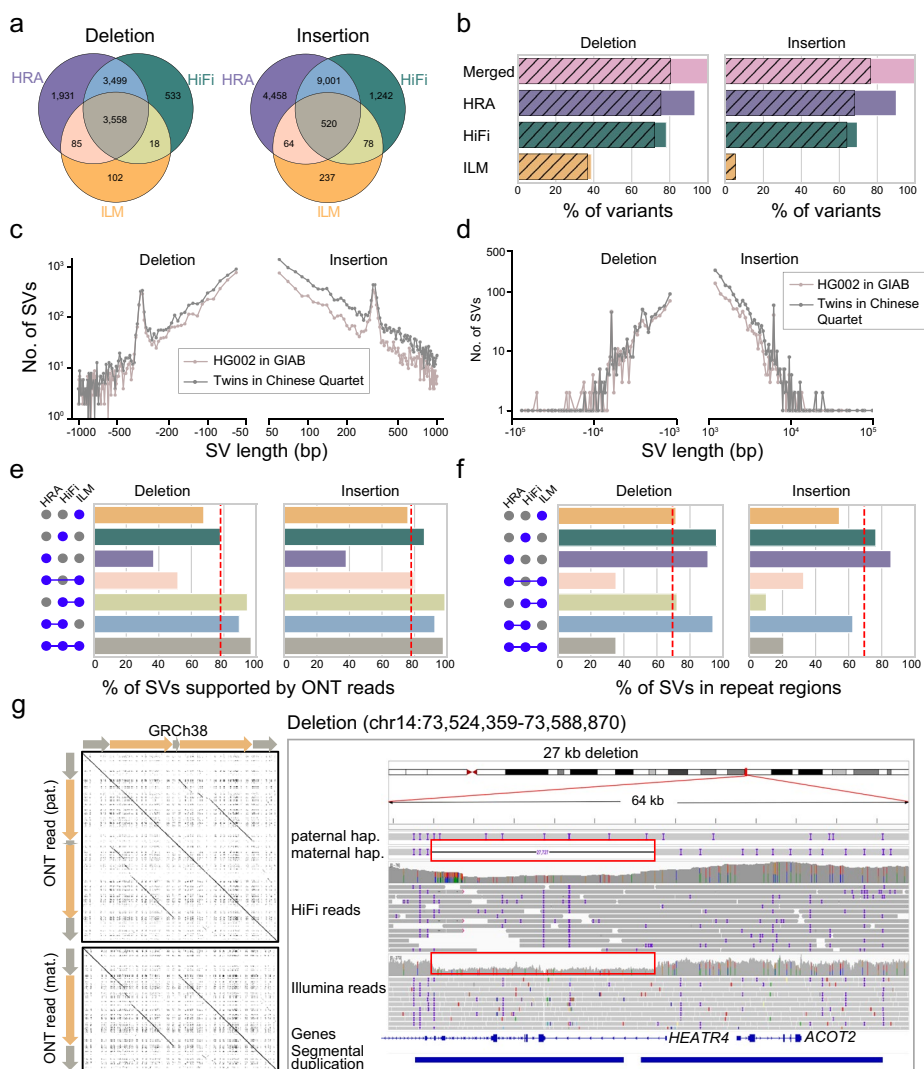 a
Deletion
Insertion
HRA
HiFi
1,931
3,499
533
3,558
85
18
102
ILM
HRA
HiFi
4,458
9,001
1,242
520
64
78
237
ILM
b
Deletion
Insertion
Merged
HRA
HiFi
ILM
0 20 40 60 80 100
0 20 40 60 80 100
% of variants
% of variants
c
Deletion
Insertion
No. of SVs
10³
10²
10¹
10⁰
HG002 in GIAB
Twins in Chinese Quartet
-1000 -500 -200 -100 -50
50 100 200 500 1000
SV length (bp)
d
Deletion
Insertion
No. of SVs
500
100
10
1
HG002 in GIAB
Twins in Chinese
Quartet
-10⁵ -10⁴ -10³
10³ 10⁴ 10⁵
SV length (bp)
e
HRA HiFi ILM
Deletion
Insertion
0 20 40 60 80 100
0 20 40 60 80 100
% of SVs supported by ONT reads
f
HRA HiFi ILM
Deletion
Insertion
0 20 40 60 80 100
0 20 40 60 80 100
% of SVs in repeat regions
g
GRCh38
ONT read (pat.)
ONT read (mat.)
Deletion (chr14:73,524,359-73,588,870)
27 kb deletion
64 kb
paternal hap.
maternal hap.
HiFi reads
Illumina reads
Genes
HEATR4
ACOT2
Segmental
duplication